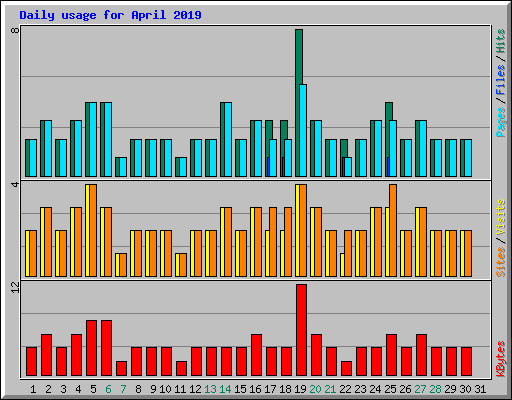 Daily usage for April 2019
8
Pages / Files / Hits
4
Sites / Visits
12
KBytes
1 2 3 4 5 6 7 8 9 10 11 12 13 14 15 16 17 18 19 20 21 22 23 24 25 26 27 28 29 30 31